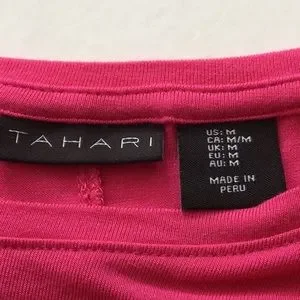 TAHARI
US: M
CA: M/M
UK: M
EU: M
AU: M
MADE IN
PERU